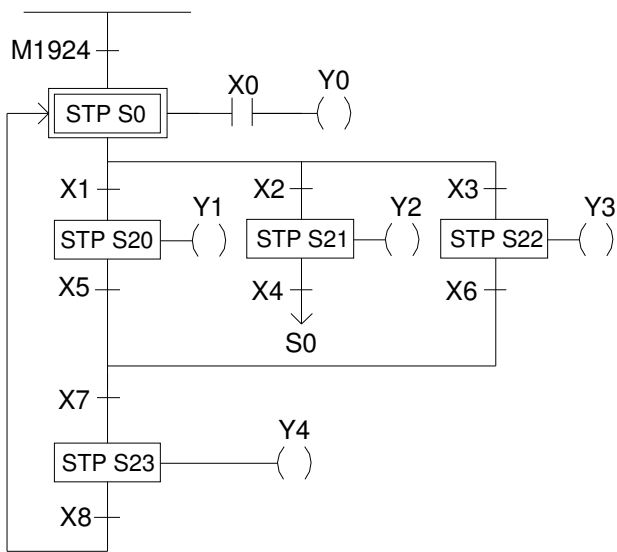 M1924
X0 Y0
STP S0
X1 X2 X3
Y1 Y2 Y3
STP S20 STP S21 STP S22
X5 X4 X6
S0
X7
Y4
STP S23
X8